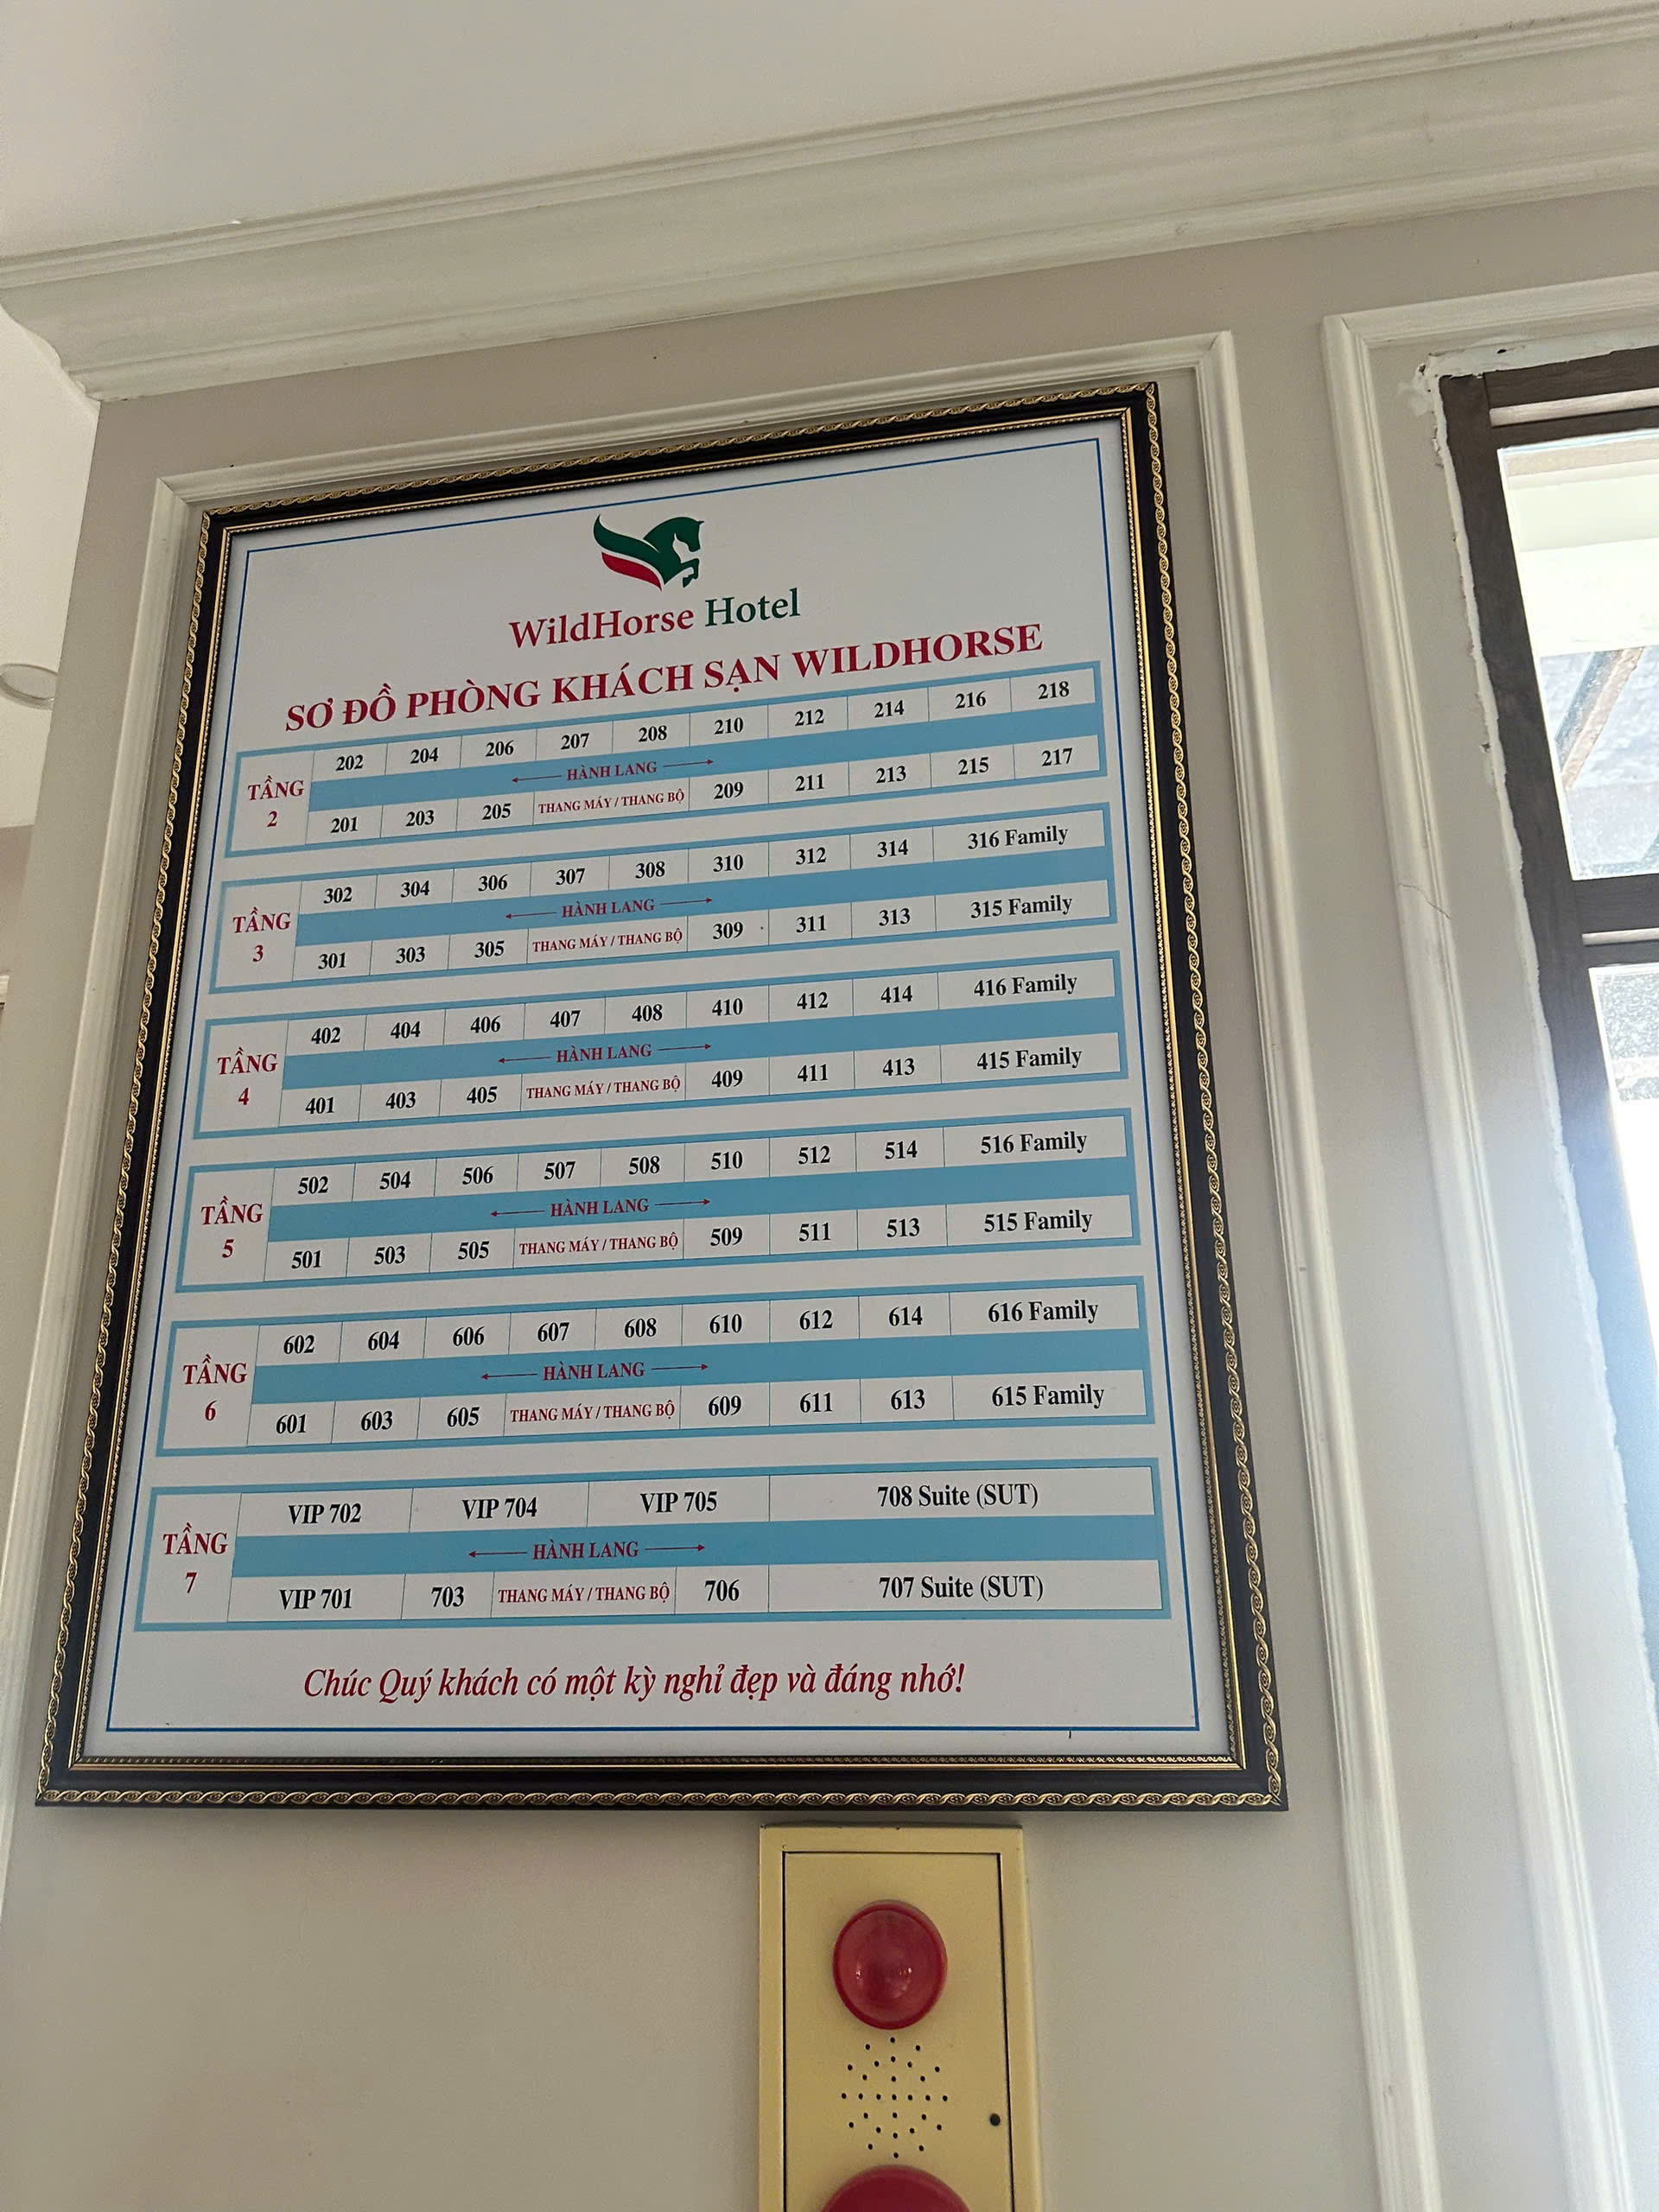 WildHorse Hotel
SƠ ĐỒ PHÒNG KHÁCH SẠN WILDHORSE
TẦNG 2
202 204 206 207 208 210 212 214 216 218
← HÀNH LANG →
201 203 205 THANG MÁY / THANG BỘ 209 211 213 215 217
TẦNG 3
302 304 306 307 308 310 312 314 316 Family
← HÀNH LANG →
301 303 305 THANG MÁY / THANG BỘ 309 311 313 315 Family
TẦNG 4
402 404 406 407 408 410 412 414 416 Family
← HÀNH LANG →
401 403 405 THANG MÁY / THANG BỘ 409 411 413 415 Family
TẦNG 5
502 504 506 507 508 510 512 514 516 Family
← HÀNH LANG →
501 503 505 THANG MÁY / THANG BỘ 509 511 513 515 Family
TẦNG 6
602 604 606 607 608 610 612 614 616 Family
← HÀNH LANG →
601 603 605 THANG MÁY / THANG BỘ 609 611 613 615 Family
TẦNG 7
VIP 702 VIP 704 VIP 705 708 Suite (SUT)
← HÀNH LANG →
VIP 701 703 THANG MÁY / THANG BỘ 706 707 Suite (SUT)
Chúc Quý khách có một kỳ nghỉ đẹp và đáng nhớ!